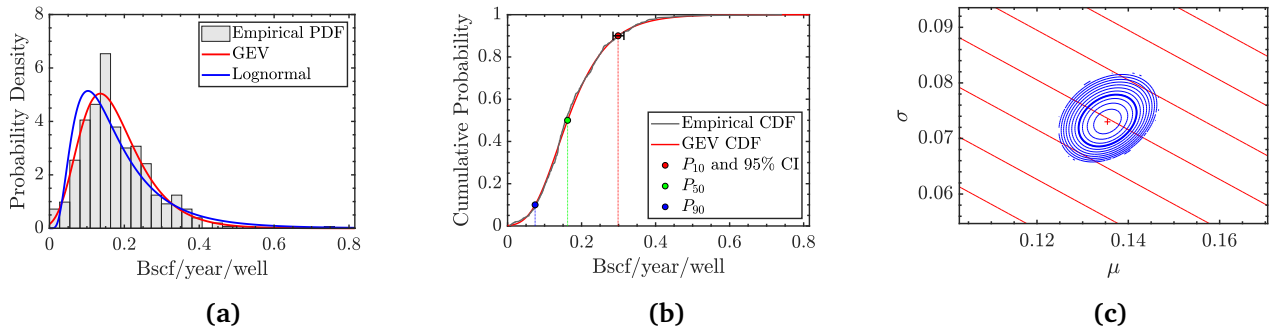 8
6
4
2
0
Probability Density
0
0.2
0.4
0.6
0.8
Bscf/year/well
Empirical PDF
GEV
Lognormal
(a)
1
0.8
0.6
0.4
0.2
0
Cumulative Probability
0
0.2
0.4
0.6
0.8
Bscf/year/well
Empirical CDF
GEV CDF
P₁₀ and 95% CI
P₅₀
P₉₀
(b)
0.09
0.08
0.07
0.06
σ
0.12
0.14
0.16
μ
(c)